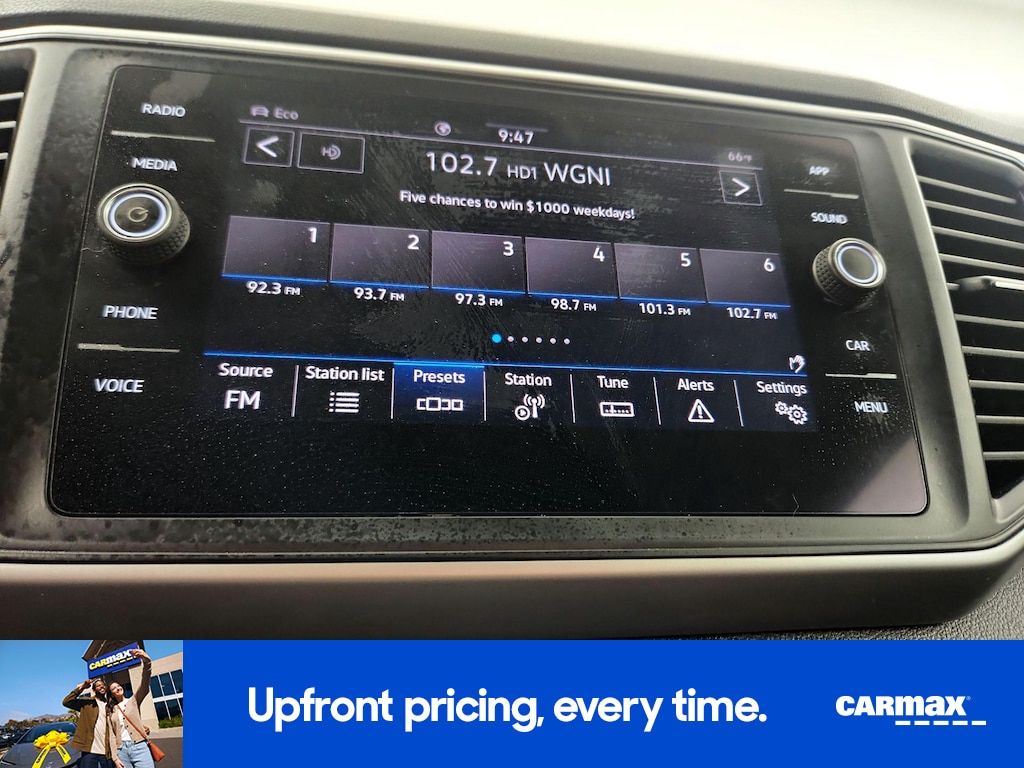 RADIO
MEDIA
PHONE
VOICE
Eco
9:47
66°F
HD
102.7 HD1 WGNI
Five chances to win $1000 weekdays!
1 2 3 4 5 6
92.3 FM 93.7 FM 97.3 FM 98.7 FM 101.3 FM 102.7 FM
Source Station list Presets Station Tune Alerts Settings
FM
APP
SOUND
CAR
MENU
CARMAX
Upfront pricing, every time.
CARMAX